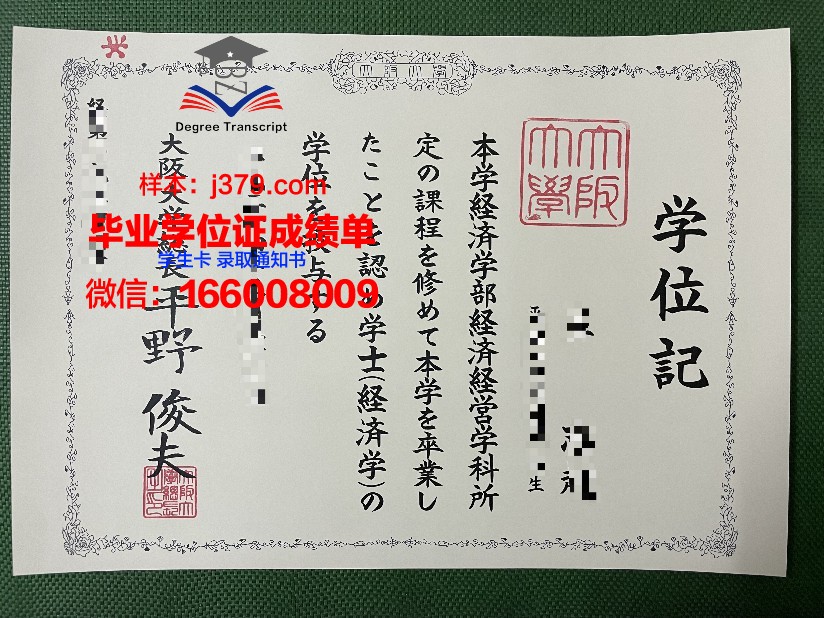 学位記
大阪
大學
生
本学経済学部経済経営学科所
定の課程を修めて本学を卒業し
たことを認め学士(経済学)の
学位を授与する
大阪大学総長
平野俊夫
Degree Transcript
样本：j379.com
毕业学位证成绩单
学生卡 录取通知书
微信：166008009